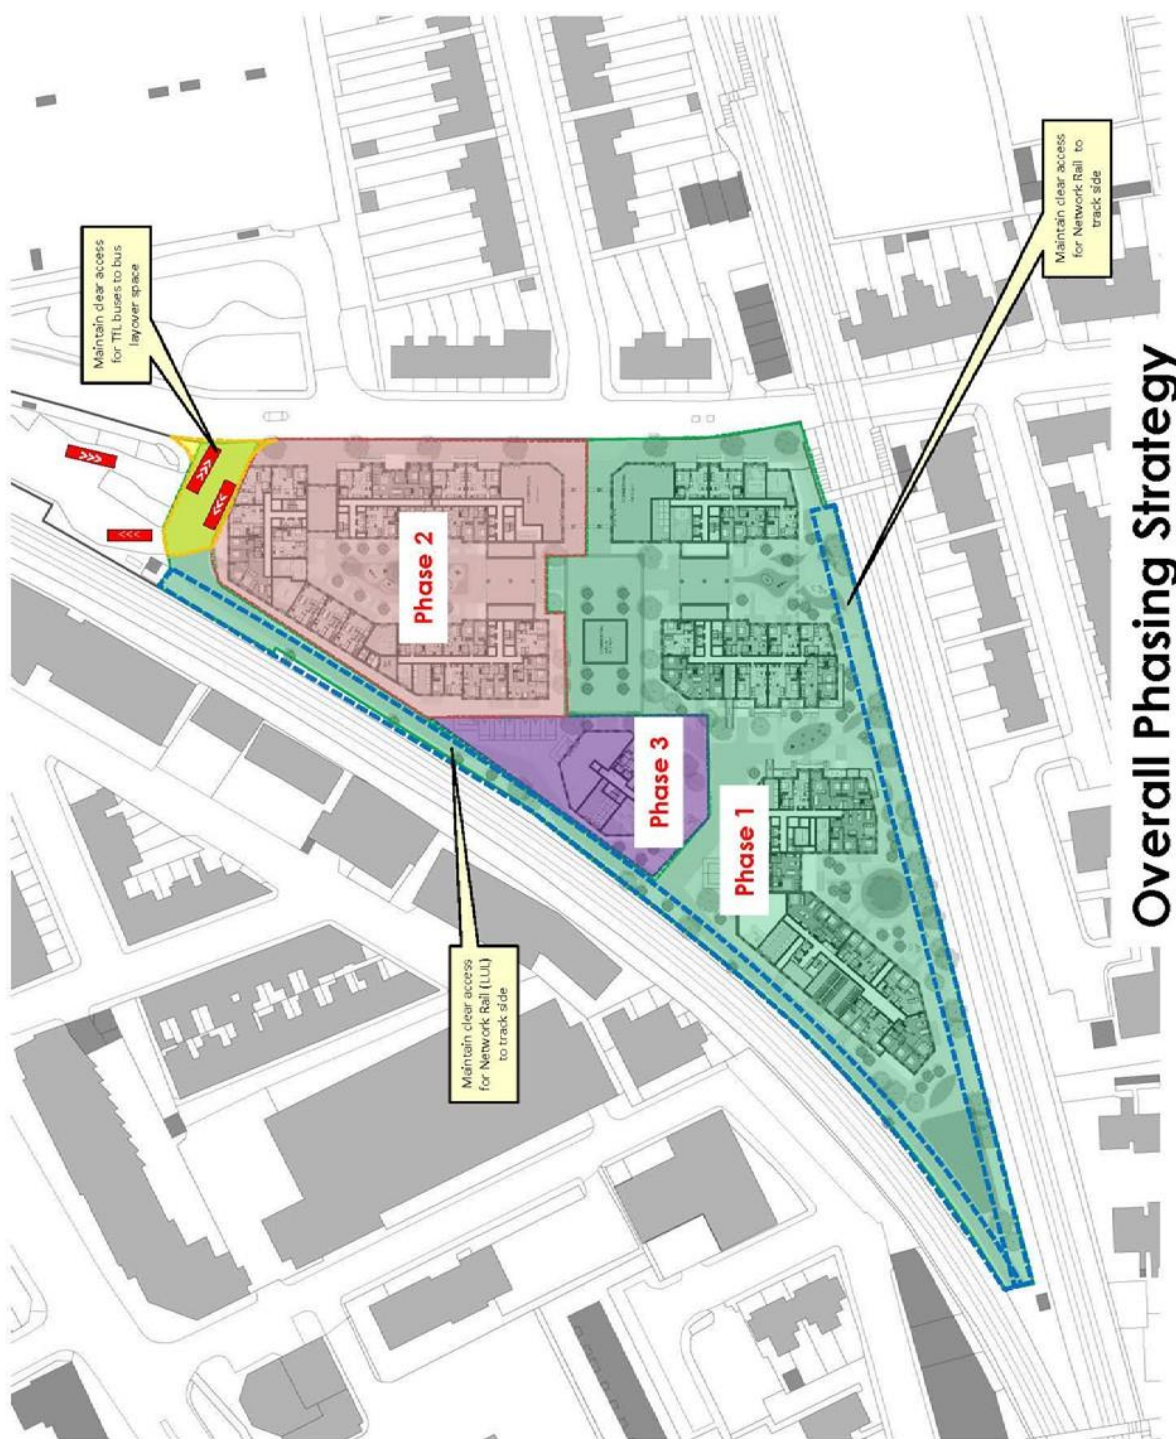 Maintain clear access
for TfL buses to bus
layover space
Phase 2
Maintain clear access
for Network Rail (LUL)
to track side
Phase 3
Phase 1
Maintain clear access
for Network Rail to
track side
Overall Phasing Strategy